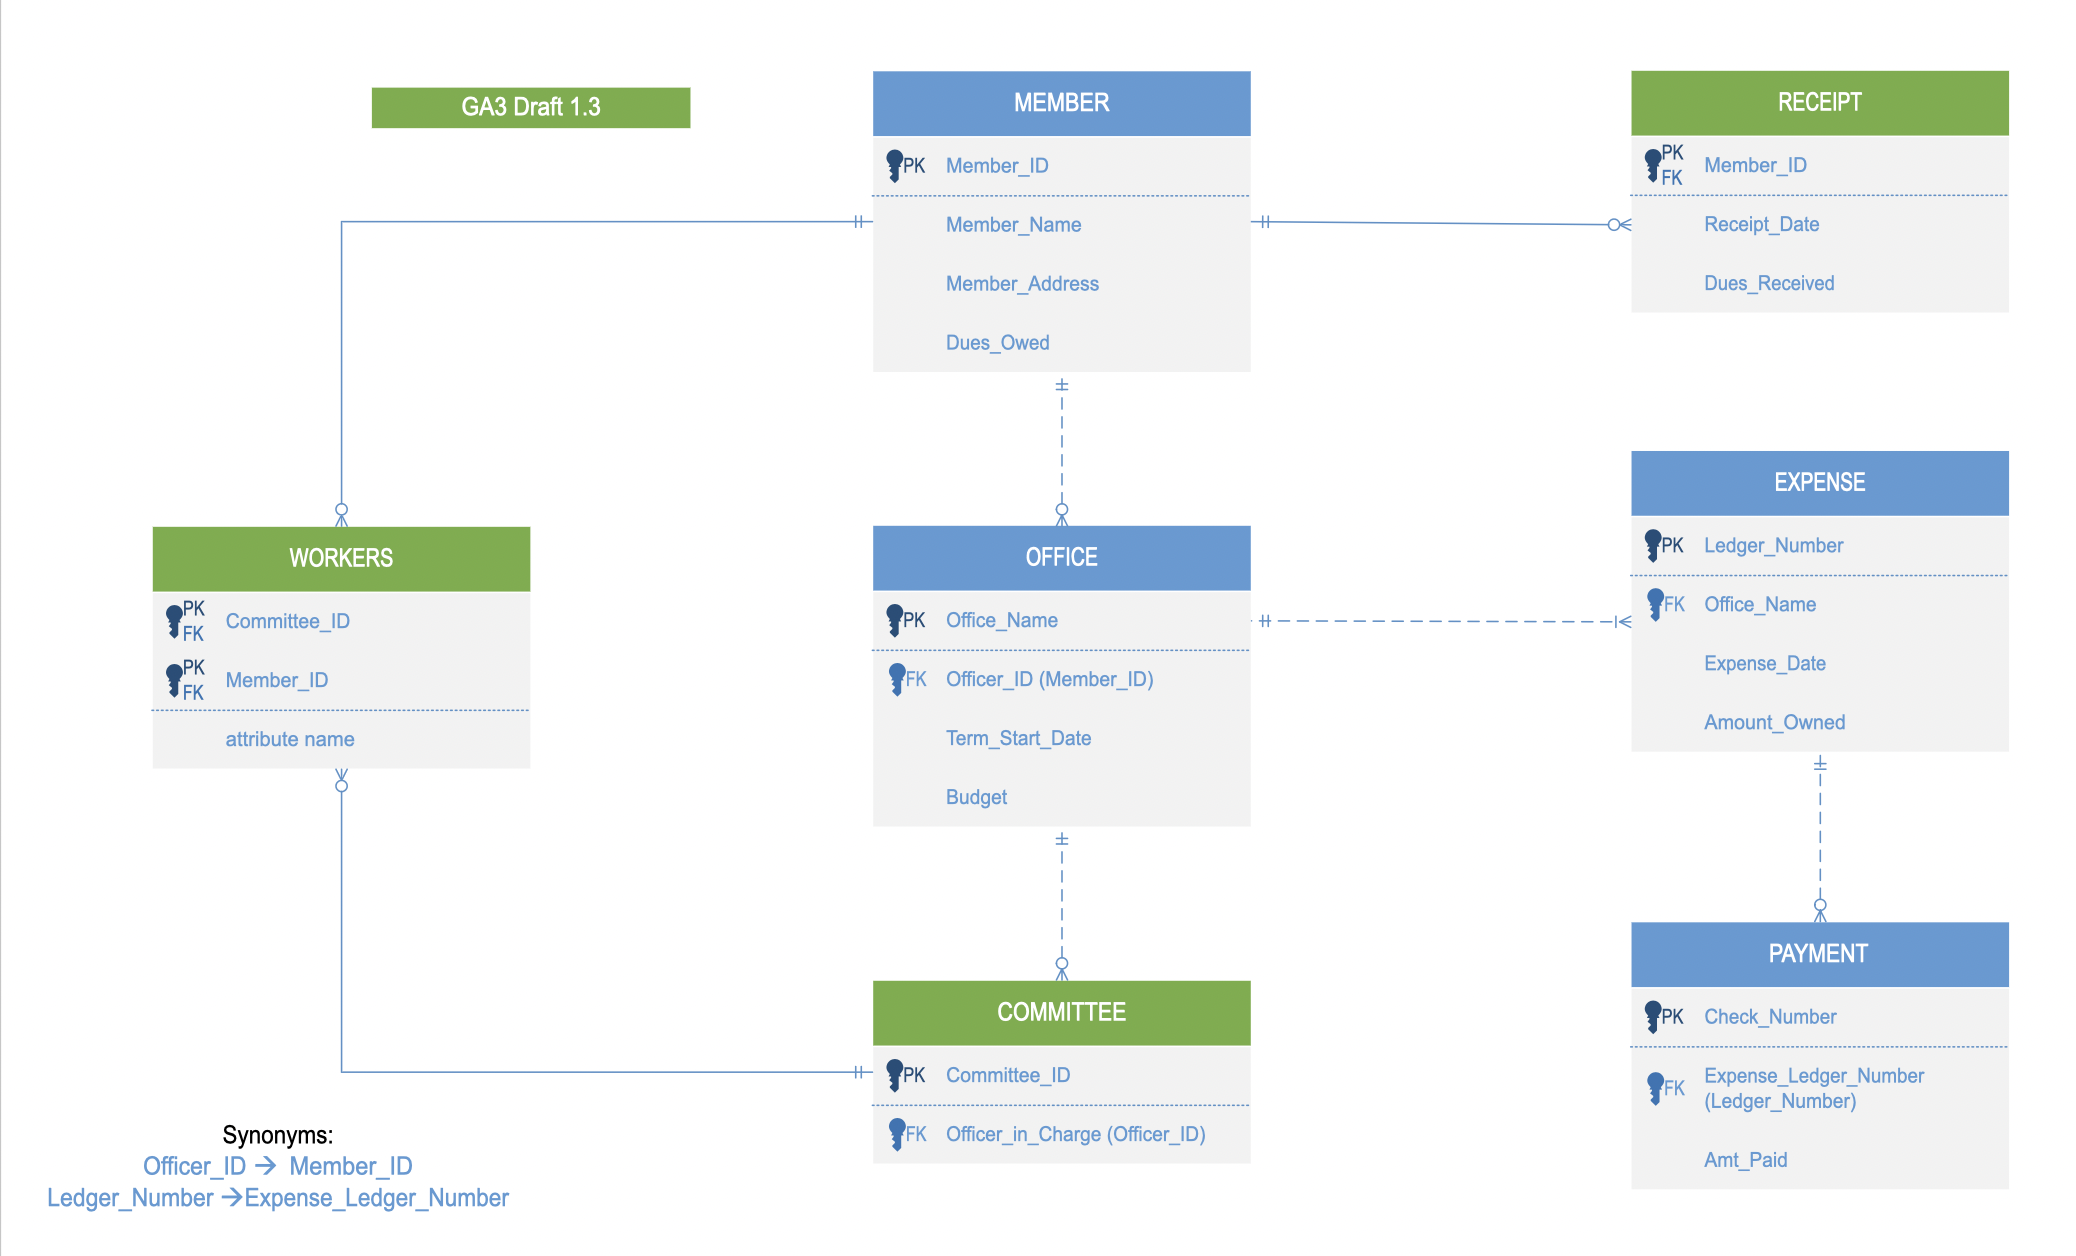 GA3 Draft 1.3
MEMBER
PK Member_ID
Member_Name
Member_Address
Dues_Owed
RECEIPT
PK
FK
Member_ID
Receipt_Date
Dues_Received
WORKERS
PK
FK
Committee_ID
PK
FK
Member_ID
attribute name
OFFICE
PK Office_Name
FK Officer_ID (Member_ID)
Term_Start_Date
Budget
EXPENSE
PK Ledger_Number
FK Office_Name
Expense_Date
Amount_Owned
COMMITTEE
PK Committee_ID
FK Officer_in_Charge (Officer_ID)
PAYMENT
PK Check_Number
FK Expense_Ledger_Number
(Ledger_Number)
Amt_Paid
Synonyms:
Officer_ID → Member_ID
Ledger_Number →Expense_Ledger_Number